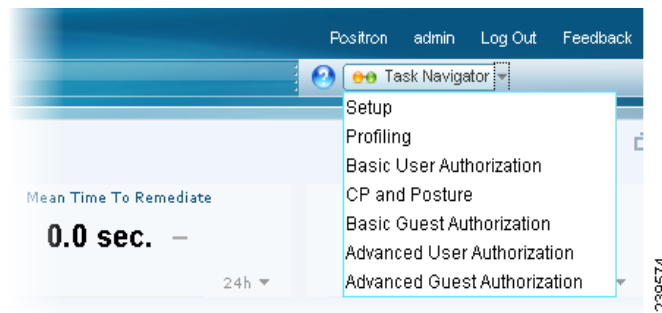 Positron admin Log Out Feedback
Task Navigator
Setup
Profiling
Basic User Authorization
CP and Posture
Basic Guest Authorization
Advanced User Authorization
Advanced Guest Authorization
Mean Time To Remediate
0.0 sec. –
24h
239574